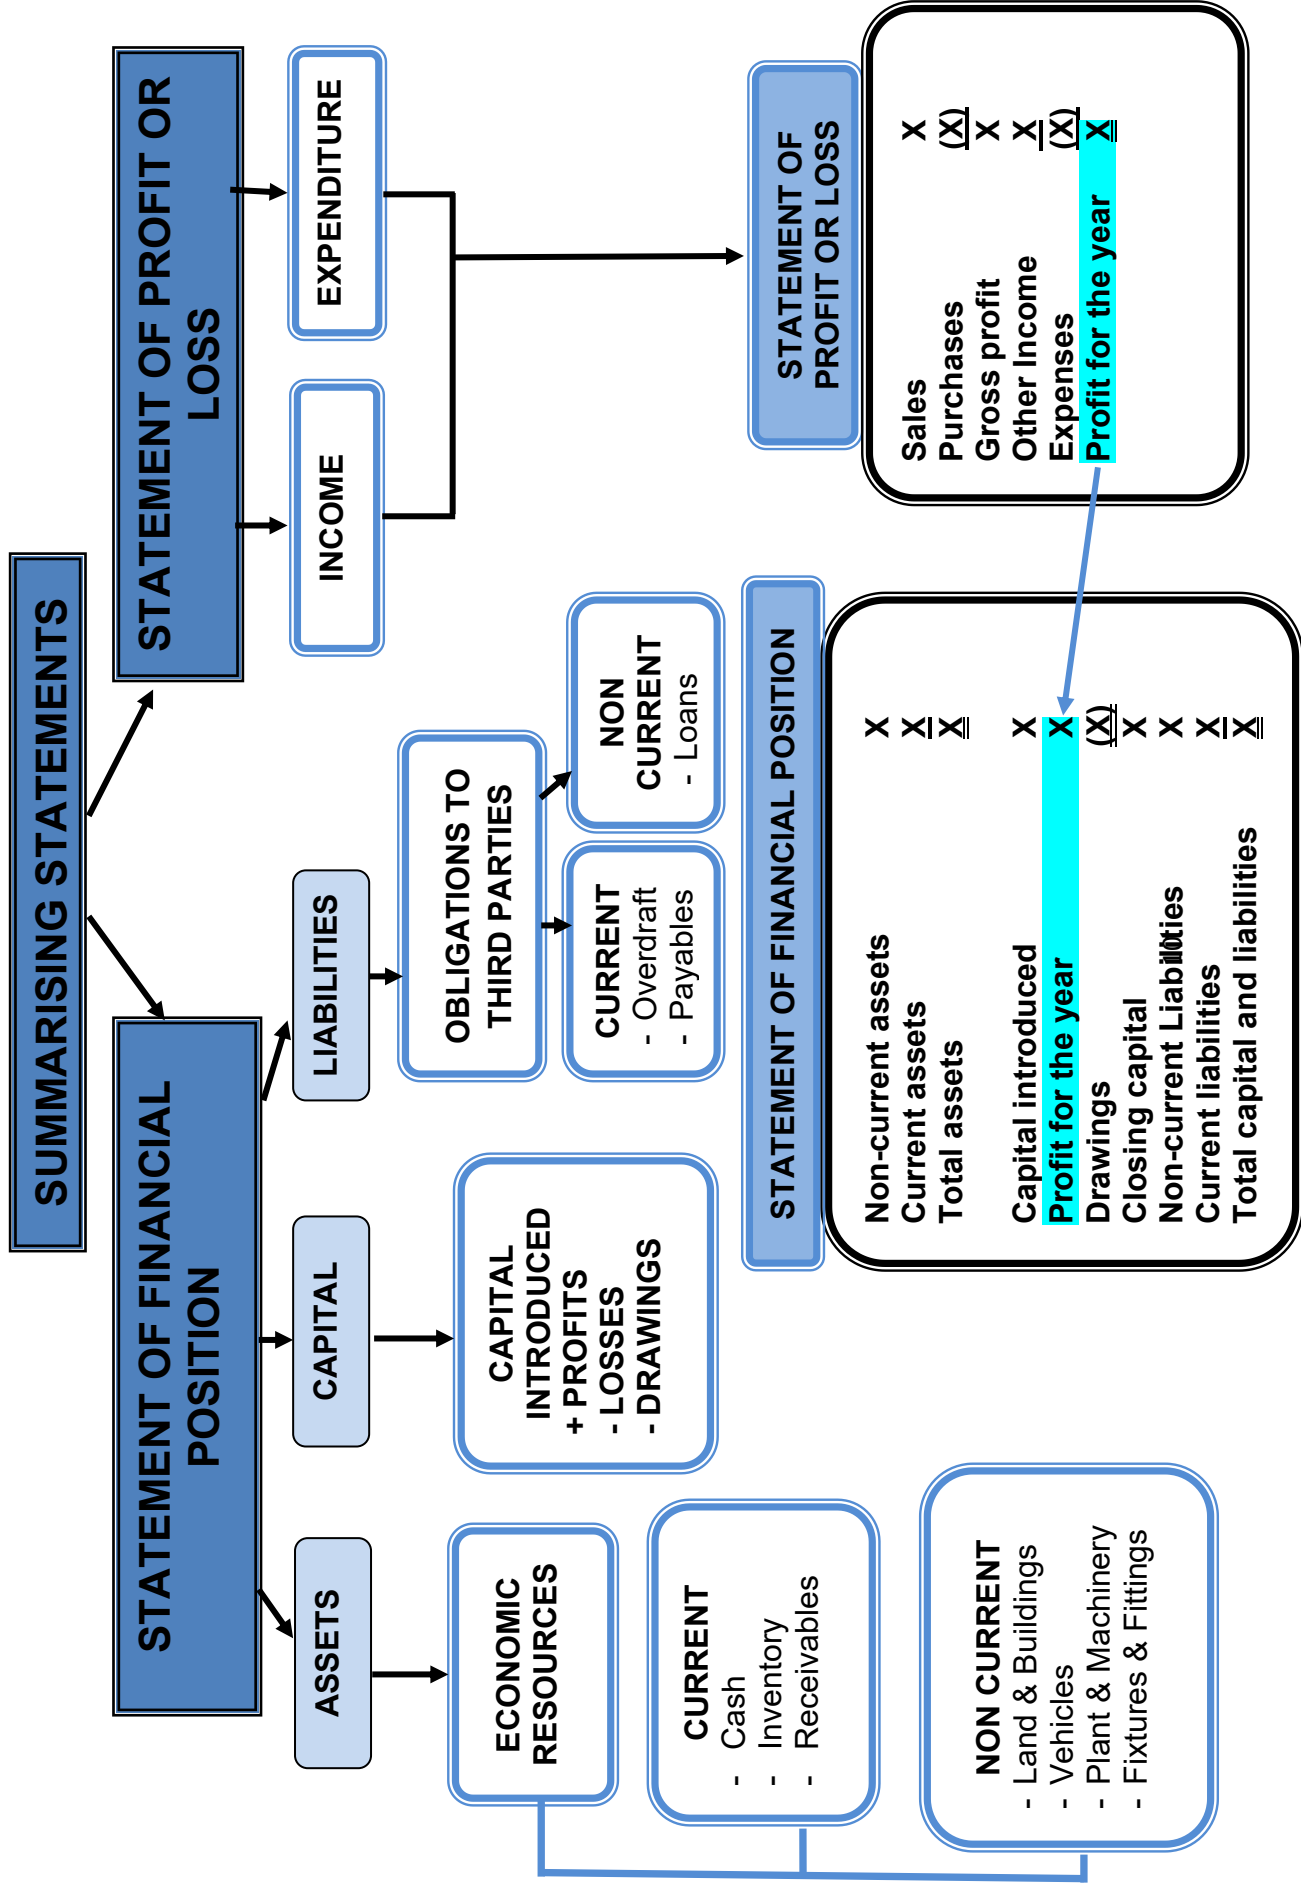 SUMMARISING STATEMENTS
STATEMENT OF FINANCIAL
POSITION
STATEMENT OF PROFIT OR
LOSS
ASSETS
CAPITAL
LIABILITIES
INCOME
EXPENDITURE
ECONOMIC
RESOURCES
CAPITAL
INTRODUCED
+ PROFITS
- LOSSES
- DRAWINGS
OBLIGATIONS TO
THIRD PARTIES
CURRENT
- Overdraft
- Payables
NON
CURRENT
- Loans
CURRENT
- Cash
- Inventory
- Receivables
NON CURRENT
- Land & Buildings
- Vehicles
- Plant & Machinery
- Fixtures & Fittings
STATEMENT OF FINANCIAL POSITION
Non-current assets X
Current assets X
Total assets X
Capital introduced X
Profit for the year X
Drawings (X)
Closing capital X
Non-current Liabilities X
10
Current liabilities X
Total capital and liabilities X
STATEMENT OF
PROFIT OR LOSS
Sales X
Purchases (X)
Gross profit X
Other Income X
Expenses (X)
Profit for the year X